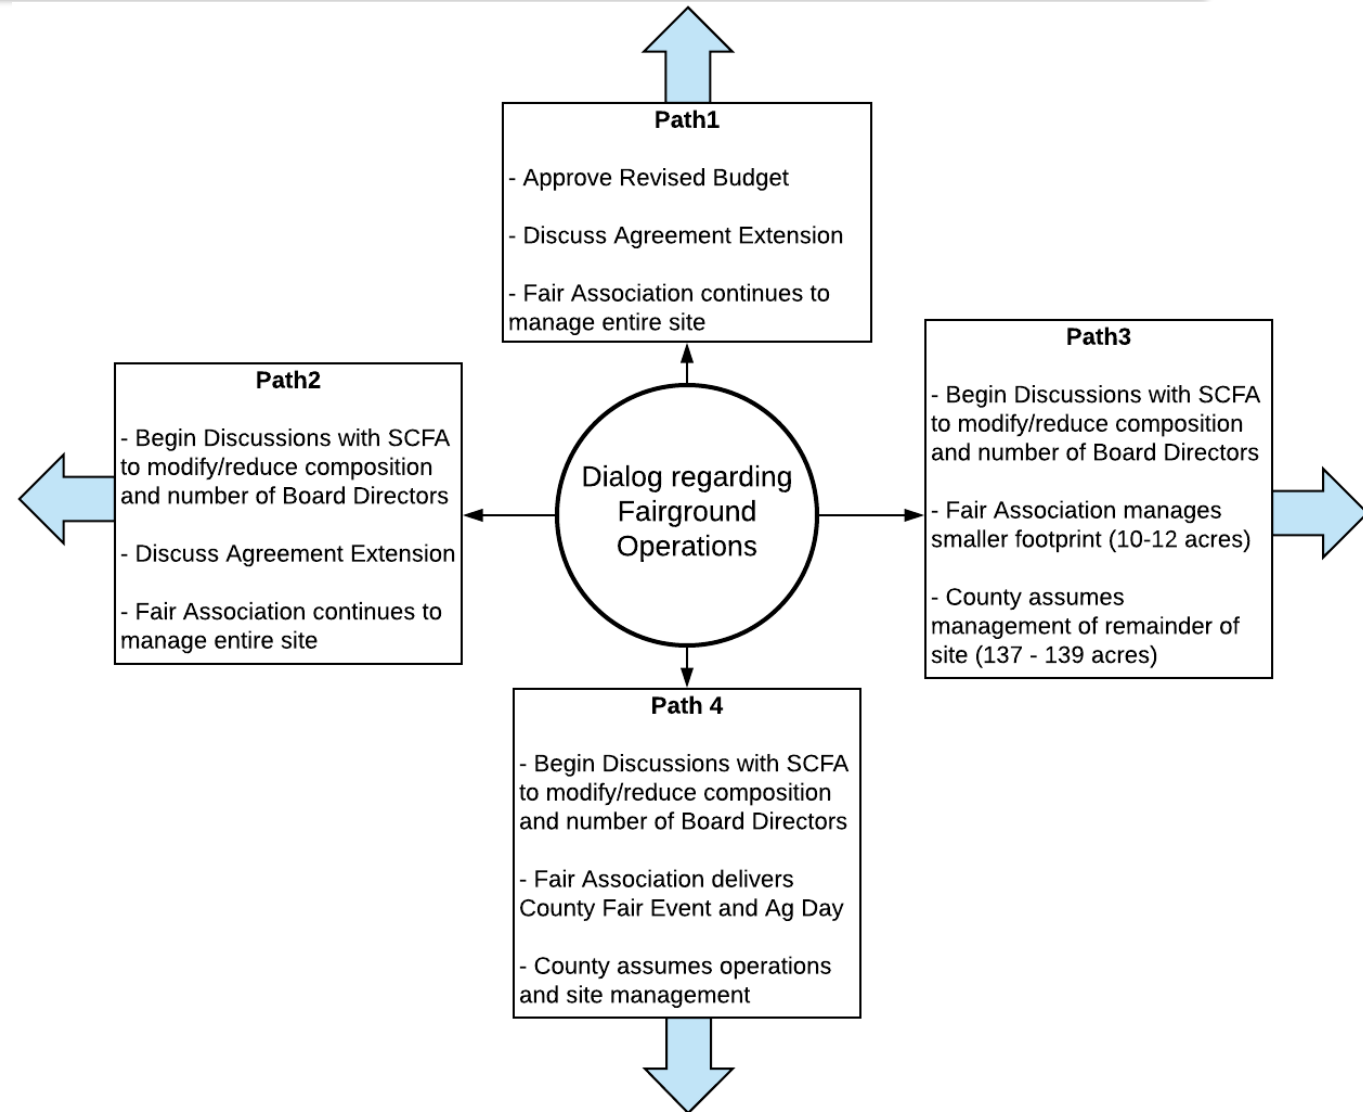 Path1
- Approve Revised Budget
- Discuss Agreement Extension
- Fair Association continues to
manage entire site
Path2
- Begin Discussions with SCFA
to modify/reduce composition
and number of Board Directors
- Discuss Agreement Extension
- Fair Association continues to
manage entire site
Dialog regarding
Fairground
Operations
Path3
- Begin Discussions with SCFA
to modify/reduce composition
and number of Board Directors
- Fair Association manages
smaller footprint (10-12 acres)
- County assumes
management of remainder of
site (137 - 139 acres)
Path 4
- Begin Discussions with SCFA
to modify/reduce composition
and number of Board Directors
- Fair Association delivers
County Fair Event and Ag Day
- County assumes operations
and site management